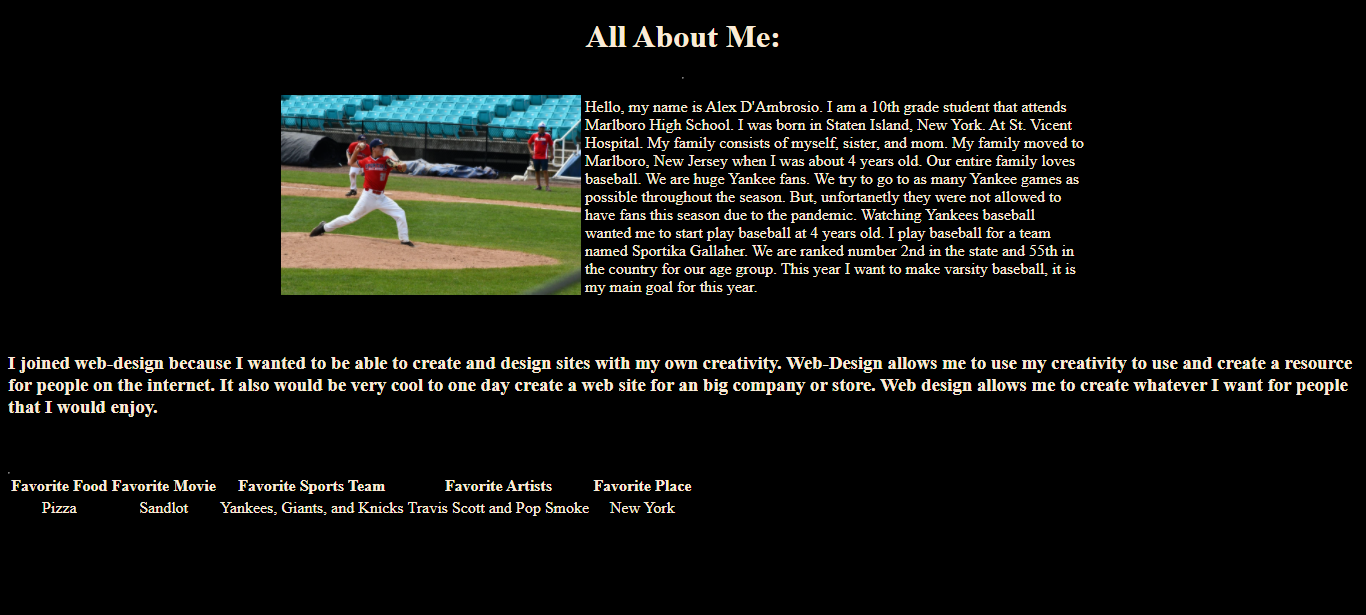 All About Me:
Hello, my name is Alex D'Ambrosio. I am a 10th grade student that attends
Marlboro High School. I was born in Staten Island, New York. At St. Vicent
Hospital. My family consists of myself, sister, and mom. My family moved to
Marlboro, New Jersey when I was about 4 years old. Our entire family loves
baseball. We are huge Yankee fans. We try to go to as many Yankee games as
possible throughout the season. But, unfortanetly they were not allowed to
have fans this season due to the pandemic. Watching Yankees baseball
wanted me to start play baseball at 4 years old. I play baseball for a team
named Sportika Gallaher. We are ranked number 2nd in the state and 55th in
the country for our age group. This year I want to make varsity baseball, it is
my main goal for this year.
I joined web-design because I wanted to be able to create and design sites with my own creativity. Web-Design allows me to use my creativity to use and create a resource
for people on the internet. It also would be very cool to one day create a web site for an big company or store. Web design allows me to create whatever I want for people
that I would enjoy.
Favorite Food Favorite Movie Favorite Sports Team Favorite Artists Favorite Place
Pizza Sandlot Yankees, Giants, and Knicks Travis Scott and Pop Smoke New York